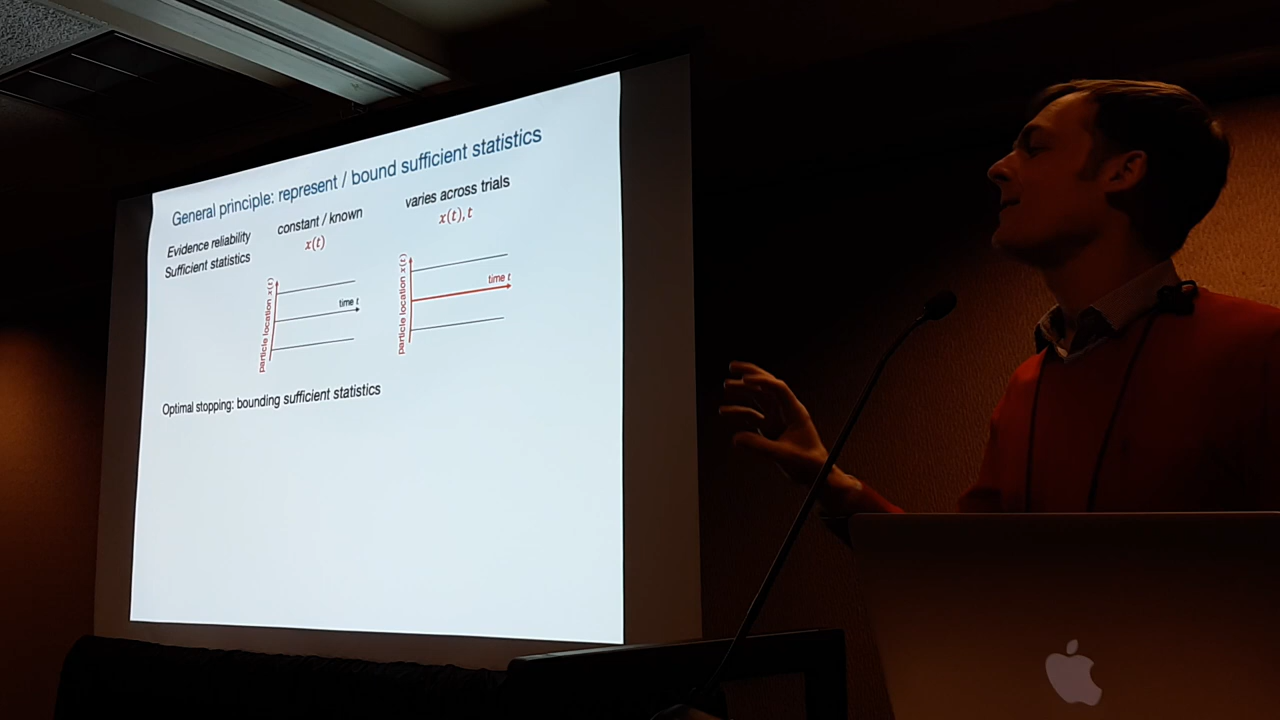 General principle: represent / bound sufficient statistics
Evidence reliability
constant / known
varies across trials
Sufficient statistics
x(t)
x(t), t
particle location x(t)
time t
particle location x(t)
time t
Optimal stopping: bounding sufficient statistics